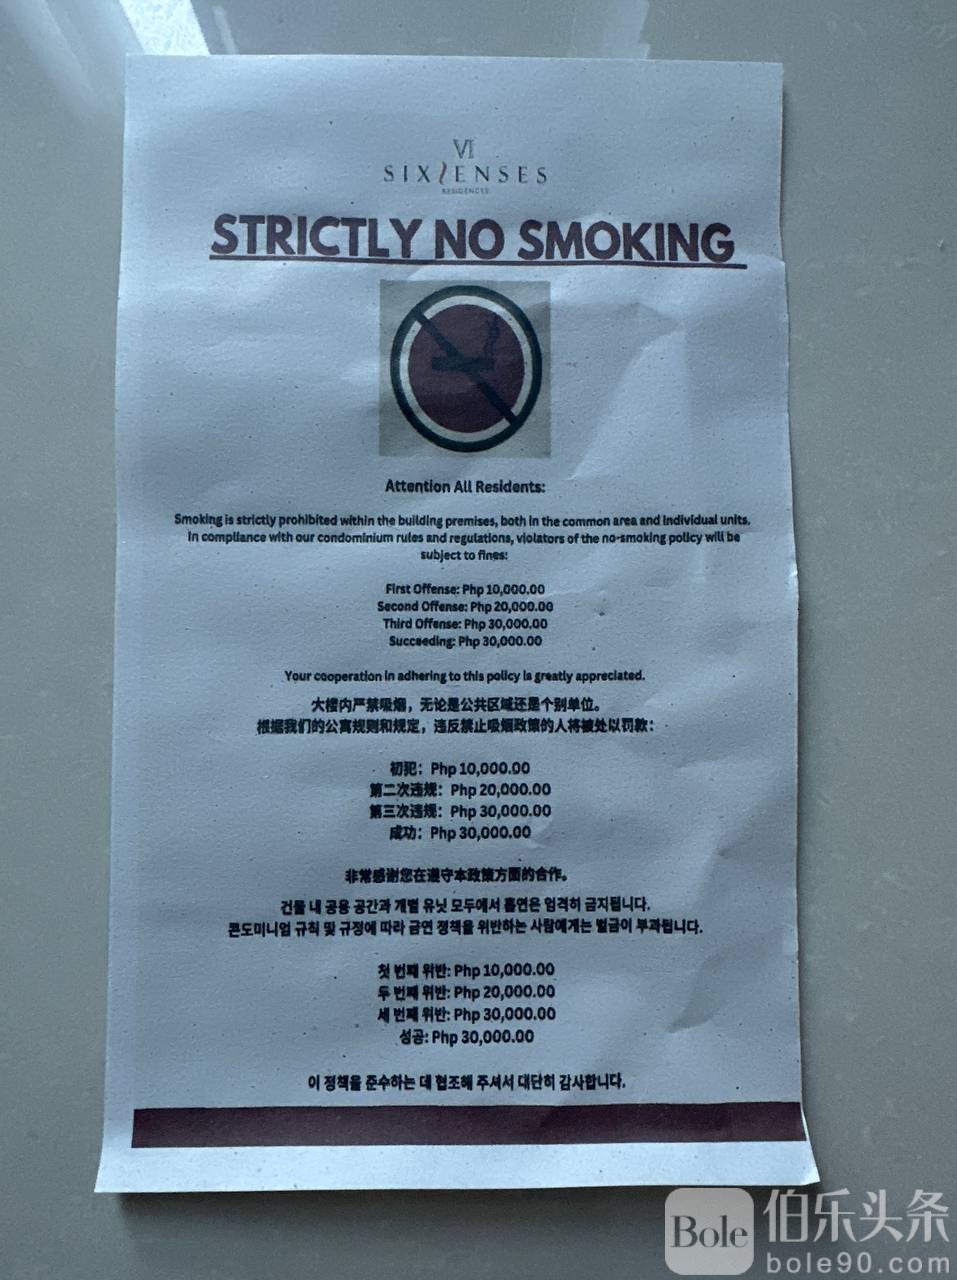 VI
SIX SENSES
RESIDENCES
STRICTLY NO SMOKING
Attention All Residents:
Smoking is strictly prohibited within the building premises, both in the common area and individual units.
In compliance with our condominium rules and regulations, violators of the no-smoking policy will be
subject to fines:
First Offense: Php 10,000.00
Second Offense: Php 20,000.00
Third Offense: Php 30,000.00
Succeeding: Php 30,000.00
Your cooperation in adhering to this policy is greatly appreciated.
大楼内严禁吸烟，无论是公共区域还是个别单位。
根据我们的公寓规则和规定，违反禁止吸烟政策的人将被处以罚款：
初犯：Php 10,000.00
第二次违规：Php 20,000.00
第三次违规：Php 30,000.00
成功：Php 30,000.00
非常感谢您在遵守本政策方面的合作。
건물 내 공용 공간과 개별 유닛 모두에서 흡연은 엄격히 금지됩니다.
콘도미니엄 규칙 및 규정에 따라 금연 정책을 위반하는 사람에게는 벌금이 부과됩니다.
첫 번째 위반: Php 10,000.00
두 번째 위반: Php 20,000.00
세 번째 위반: Php 30,000.00
성공: Php 30,000.00
이 정책을 준수하는 데 협조해 주셔서 대단히 감사합니다.
Bole 伯乐头条
bole90.com